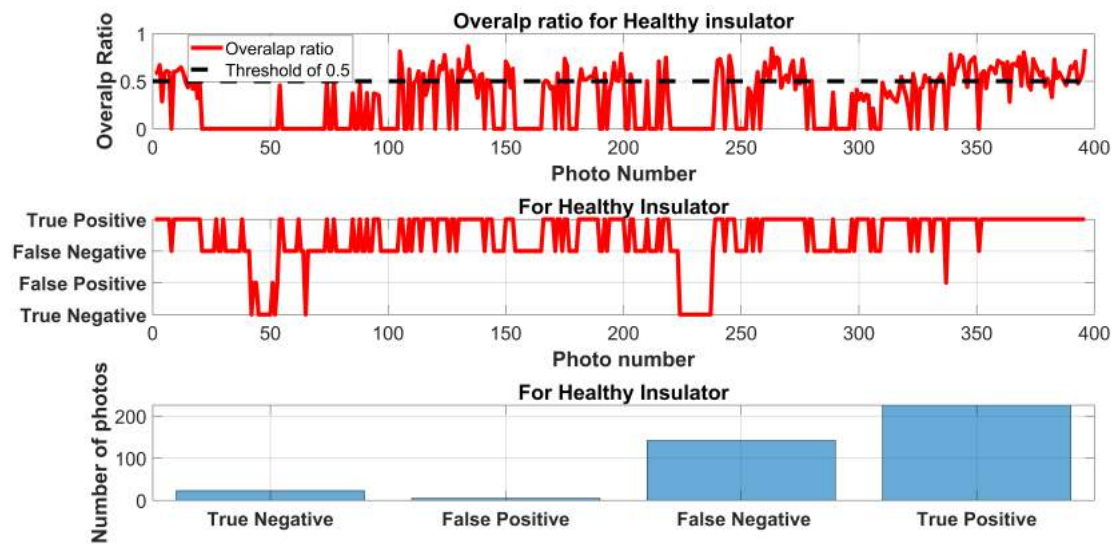 Overalp ratio for Healthy insulator
Overalp Ratio
1
0.5
0
Overalap ratio
Threshold of 0.5
0 50 100 150 200 250 300 350 400
Photo Number
For Healthy Insulator
True Positive
False Negative
False Positive
True Negative
0 50 100 150 200 250 300 350 400
Photo number
For Healthy Insulator
Number of photos
200
100
0
True Negative False Positive False Negative True Positive